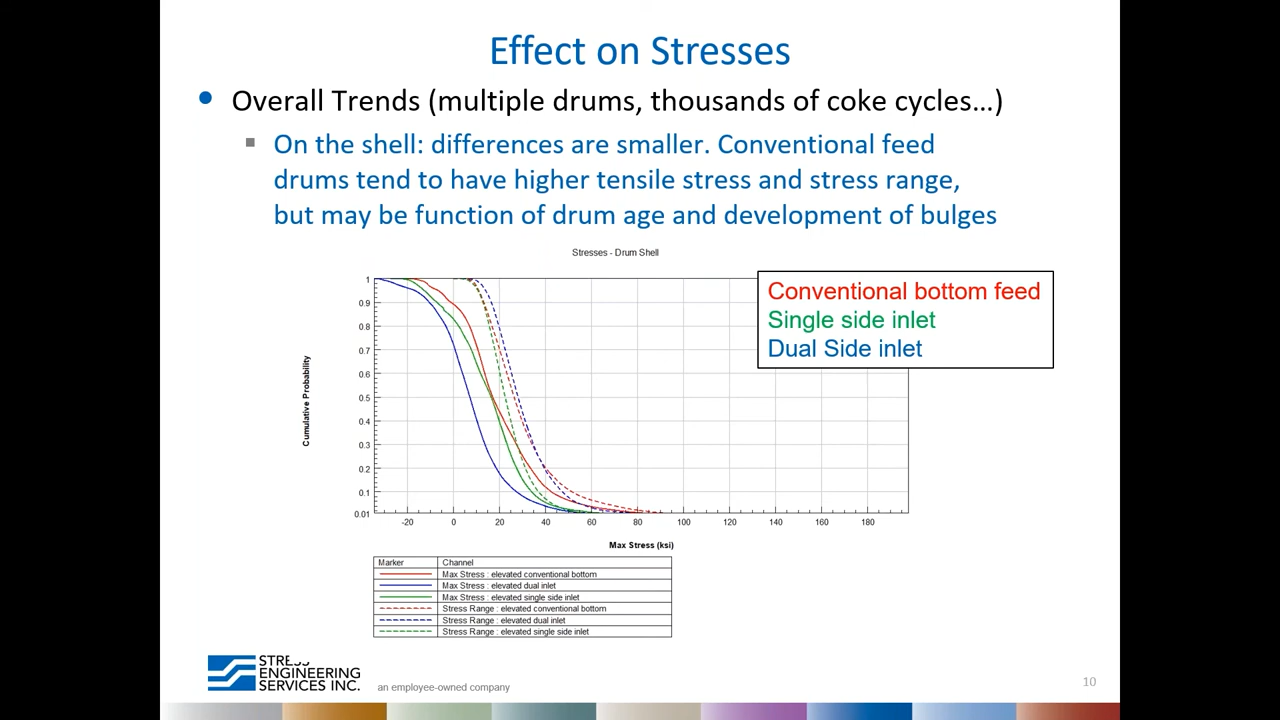 Effect on Stresses
Overall Trends (multiple drums, thousands of coke cycles...)
On the shell: differences are smaller. Conventional feed
drums tend to have higher tensile stress and stress range,
but may be function of drum age and development of bulges
Stresses - Drum Shell
Conventional bottom feed
Single side inlet
Dual Side inlet
Cumulative Probability
1
0.9
0.8
0.7
0.6
0.5
0.4
0.3
0.2
0.1
0.01
-20 0 20 40 60 80 100 120 140 160 180
Max Stress (ksi)
Marker Channel
Max Stress : elevated conventional bottom
Max Stress : elevated dual inlet
Max Stress : elevated single side inlet
Stress Range : elevated conventional bottom
Stress Range : elevated dual inlet
Stress Range : elevated single side inlet
STRESS
ENGINEERING
SERVICES INC.
an employee-owned company
10